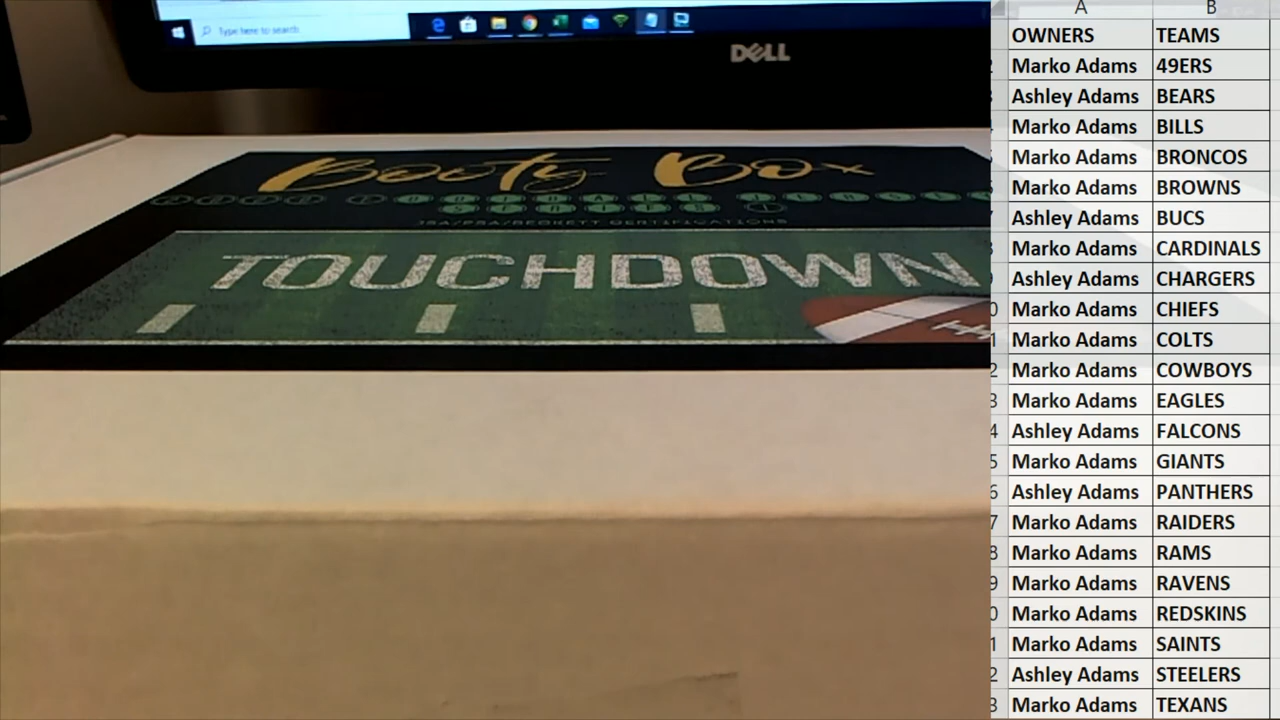 Type here to search
DELL
Booty Box
JSA/PSA/BECKETT CERTIFICATIONS
TOUCHDOWN
A B
OWNERS TEAMS
Marko Adams 49ERS
Ashley Adams BEARS
Marko Adams BILLS
Marko Adams BRONCOS
Marko Adams BROWNS
Ashley Adams BUCS
Marko Adams CARDINALS
Ashley Adams CHARGERS
Marko Adams CHIEFS
Marko Adams COLTS
Marko Adams COWBOYS
Marko Adams EAGLES
Ashley Adams FALCONS
Marko Adams GIANTS
Ashley Adams PANTHERS
Marko Adams RAIDERS
Marko Adams RAMS
Marko Adams RAVENS
Marko Adams REDSKINS
Marko Adams SAINTS
Ashley Adams STEELERS
Marko Adams TEXANS